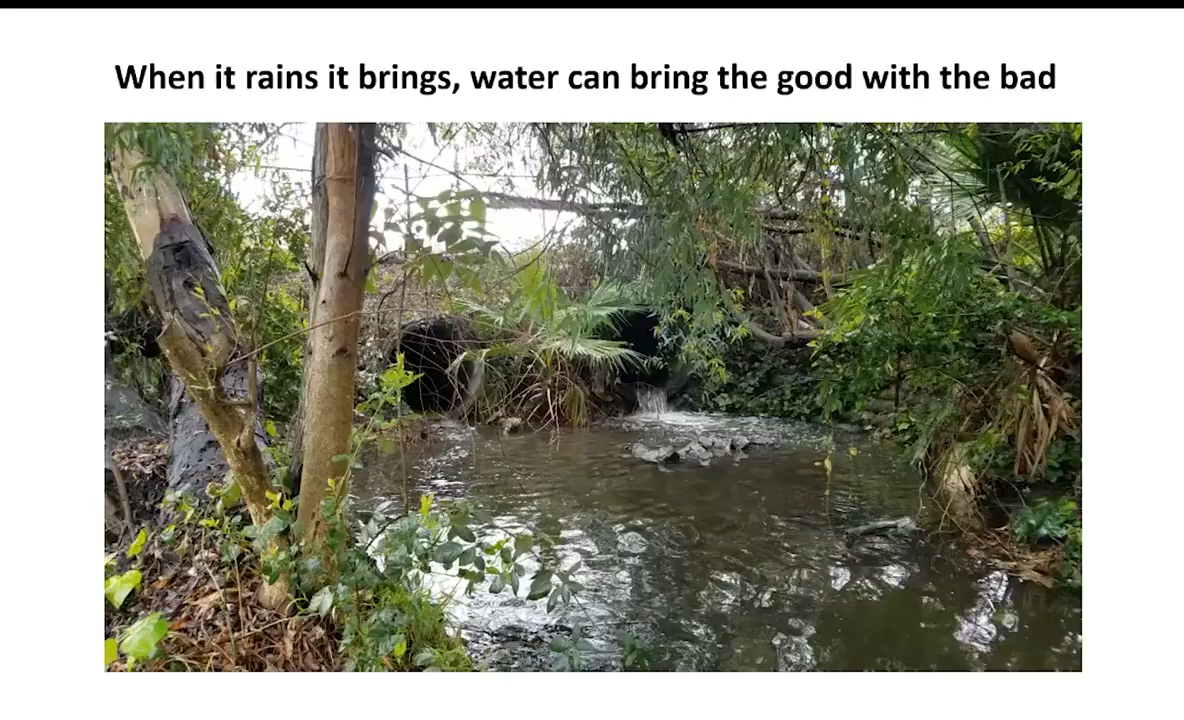 When it rains it brings, water can bring the good with the bad